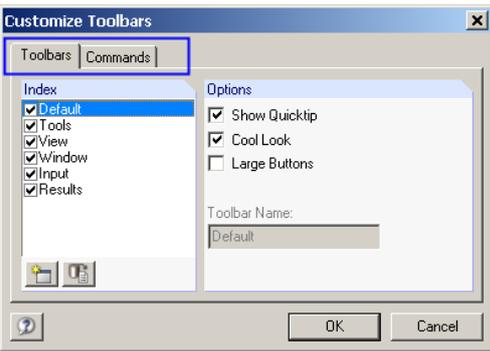 Customize Toolbars
Toolbars Commands
Index
Default
Tools
View
Window
Input
Results
Options
Show Quicktip
Cool Look
Large Buttons
Toolbar Name:
Default
OK Cancel